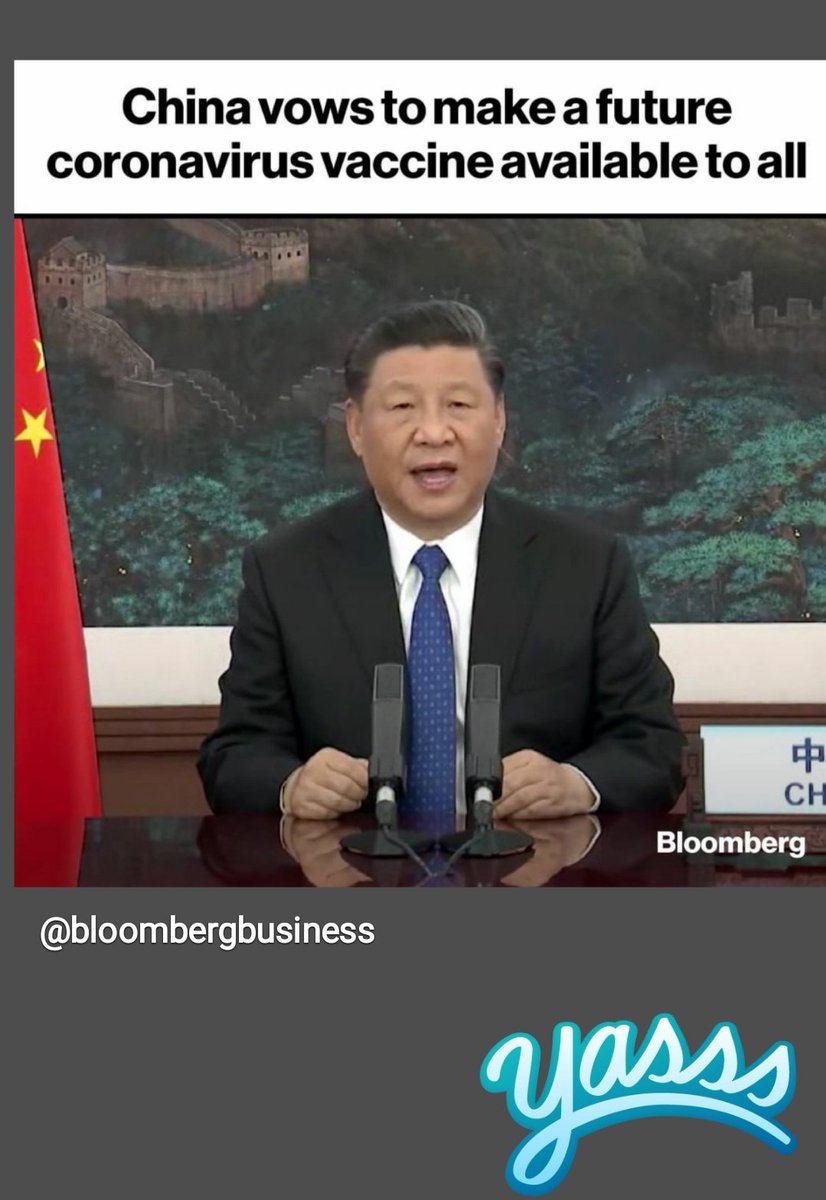 China vows to make a future
coronavirus vaccine available to all
中
CH
Bloomberg
@bloombergbusiness
yasss